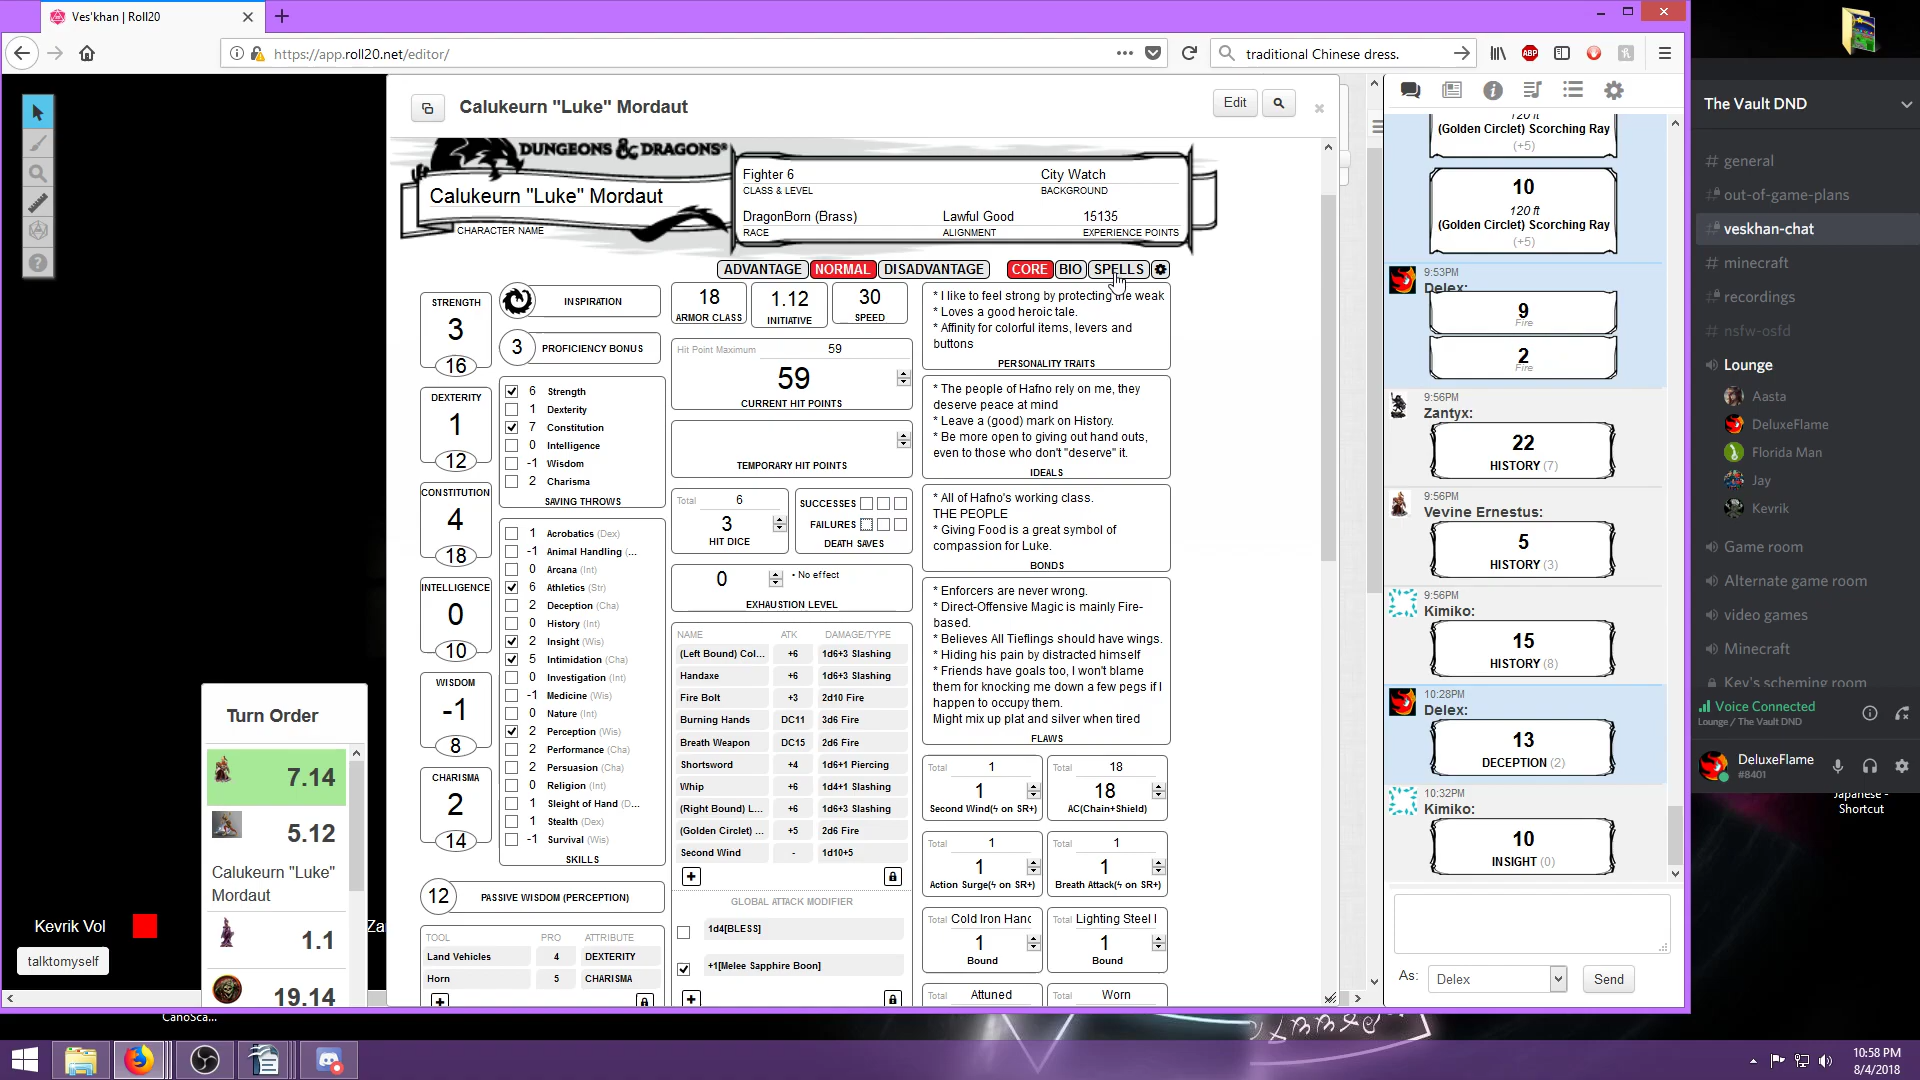 Ves'khan | Roll20
https://app.roll20.net/editor/
traditional Chinese dress.
ABP
Calukeurn "Luke" Mordaut
Edit
DUNGEONS & DRAGONS®
Calukeurn "Luke" Mordaut
CHARACTER NAME
Fighter 6
City Watch
CLASS & LEVEL
BACKGROUND
DragonBorn (Brass)
Lawful Good
15135
RACE
ALIGNMENT
EXPERIENCE POINTS
ADVANTAGE
NORMAL
DISADVANTAGE
CORE
BIO
SPELLS
STRENGTH
3
16
DEXTERITY
1
12
CONSTITUTION
4
18
INTELLIGENCE
0
10
WISDOM
-1
8
CHARISMA
2
14
INSPIRATION
3
PROFICIENCY BONUS
6 Strength
1 Dexterity
7 Constitution
0 Intelligence
-1 Wisdom
2 Charisma
SAVING THROWS
1 Acrobatics (Dex)
-1 Animal Handling (...
0 Arcana (Int)
6 Athletics (Str)
2 Deception (Cha)
0 History (Int)
2 Insight (Wis)
5 Intimidation (Cha)
0 Investigation (Int)
-1 Medicine (Wis)
0 Nature (Int)
2 Perception (Wis)
2 Performance (Cha)
2 Persuasion (Cha)
0 Religion (Int)
1 Sleight of Hand (D...
1 Stealth (Dex)
-1 Survival (Wis)
SKILLS
12
PASSIVE WISDOM (PERCEPTION)
TOOL PRO ATTRIBUTE
Land Vehicles 4 DEXTERITY
Horn 5 CHARISMA
18
ARMOR CLASS
1.12
INITIATIVE
30
SPEED
Hit Point Maximum 59
59
CURRENT HIT POINTS
TEMPORARY HIT POINTS
Total 6
3
HIT DICE
SUCCESSES
FAILURES
DEATH SAVES
0
• No effect
EXHAUSTION LEVEL
NAME ATK DAMAGE/TYPE
(Left Bound) Col... +6 1d6+3 Slashing
Handaxe +6 1d6+3 Slashing
Fire Bolt +3 2d10 Fire
Burning Hands DC11 3d6 Fire
Breath Weapon DC15 2d6 Fire
Shortsword +4 1d6+1 Piercing
Whip +6 1d4+1 Slashing
(Right Bound) L... +6 1d6+3 Slashing
(Golden Circlet) ... +5 2d6 Fire
Second Wind - 1d10+5
GLOBAL ATTACK MODIFIER
1d4[BLESS]
+1[Melee Sapphire Boon]
* I like to feel strong by protecting the weak
* Loves a good heroic tale.
* Affinity for colorful items, levers and
buttons
PERSONALITY TRAITS
* The people of Hafno rely on me, they
deserve peace at mind
* Leave a (good) mark on History.
* Be more open to giving out hand outs,
even to those who don't "deserve" it.
IDEALS
* All of Hafno's working class.
THE PEOPLE
* Giving Food is a great symbol of
compassion for Luke.
BONDS
* Enforcers are never wrong.
* Direct-Offensive Magic is mainly Fire-
based.
* Believes All Tieflings should have wings.
* Hiding his pain by distracted himself
* Friends have goals too, I won't blame
them for knocking me down a few pegs if I
happen to occupy them.
Might mix up plat and silver when tired
FLAWS
Total 1
1
Second Wind(ϟ on SR+)
Total 18
18
AC(Chain+Shield)
Total 1
1
Action Surge(ϟ on SR+)
Total 1
1
Breath Attack(ϟ on SR+)
Total Cold Iron Hanc
1
Bound
Total Lighting Steel l
1
Bound
Total Attuned
Total Worn
Turn Order
7.14
5.12
Calukeurn "Luke"
Mordaut
1.1
19.14
Kevrik Vol
Za
talktomyself
120 ft
(Golden Circlet) Scorching Ray
(+5)
10
120 ft
(Golden Circlet) Scorching Ray
(+5)
9:53PM
Delex:
9
Fire
2
Fire
9:56PM
Zantyx:
22
HISTORY (7)
9:56PM
Vevine Ernestus:
5
HISTORY (3)
9:56PM
Kimiko:
15
HISTORY (8)
10:28PM
Delex:
13
DECEPTION (2)
10:32PM
Kimiko:
10
INSIGHT (0)
As: Delex
Send
The Vault DND
# general
out-of-game-plans
veskhan-chat
# minecraft
recordings
nsfw-osfd
Lounge
Aasta
DeluxeFlame
Florida Man
Jay
Kevrik
Game room
Alternate game room
video games
Minecraft
Kev's scheming room
Voice Connected
Lounge / The Vault DND
DeluxeFlame
#8401
Japanese -
Shortcut
CanoSca...
10:58 PM
8/4/2018